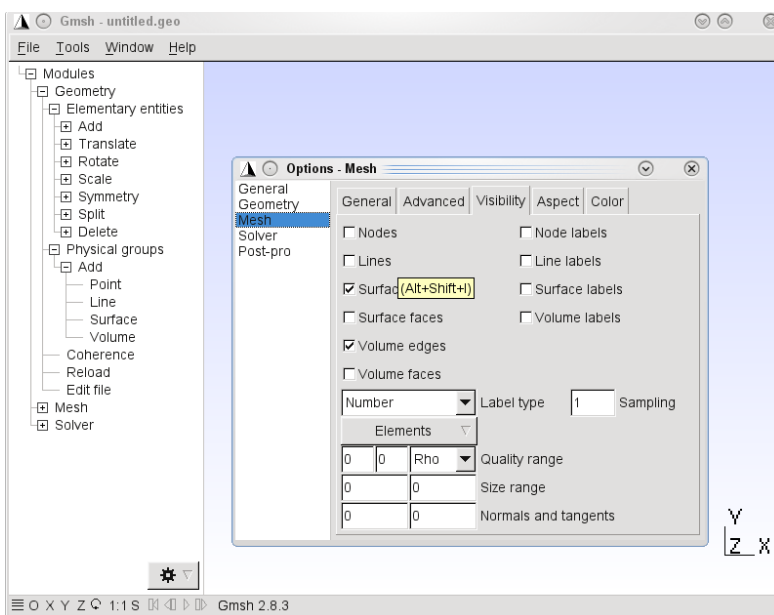 Gmsh - untitled.geo
File Tools Window Help
Modules
Geometry
Elementary entities
Add
Translate
Rotate
Scale
Symmetry
Split
Delete
Physical groups
Add
Point
Line
Surface
Volume
Coherence
Reload
Edit file
Mesh
Solver
Options - Mesh
General
Geometry
Mesh
Solver
Post-pro
General Advanced Visibility Aspect Color
Nodes Node labels
Lines Line labels
Surfac (Alt+Shift+I) Surface labels
Surface faces Volume labels
Volume edges
Volume faces
Number Label type 1 Sampling
Elements
0 0 Rho Quality range
0 0 Size range
0 0 Normals and tangents
Y
Z X
O X Y Z 1:1 S Gmsh 2.8.3